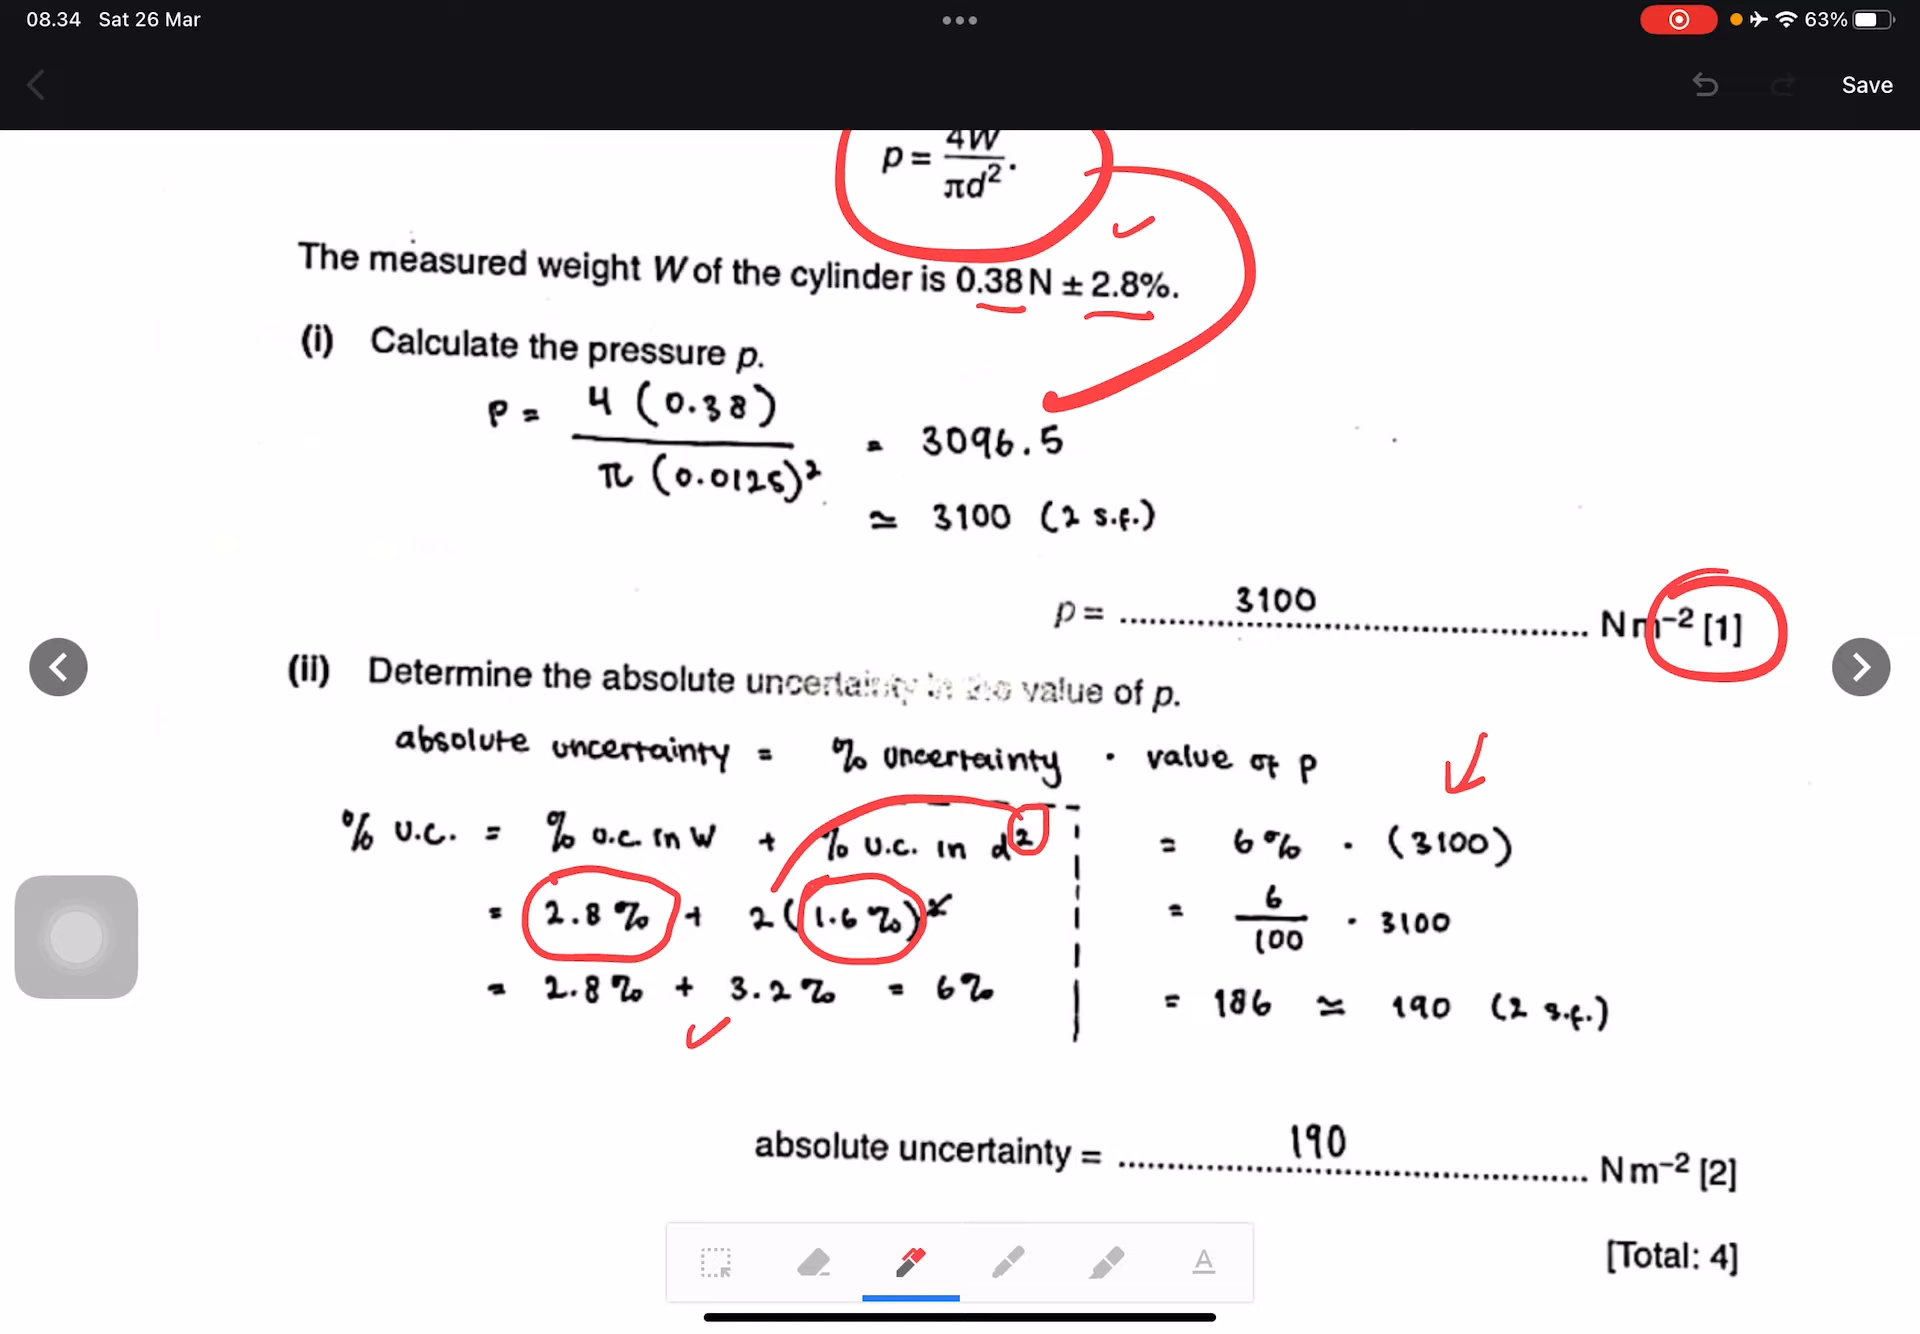 08.34 Sat 26 Mar
63%
Save
p = 4W / πd².
The measured weight W of the cylinder is 0.38 N ± 2.8%.
(i) Calculate the pressure p.
P = 4 (0.38) / π (0.0125)² = 3096.5
≃ 3100 (2 s.f.)
p = 3100 N m⁻² [1]
(ii) Determine the absolute uncertainty in the value of p.
absolute uncertainty = % uncertainty · value of p
% u.c. = % u.c. in W + % u.c. in d² = 6% · (3100)
= 2.8% + 2(1.6%) = 6/100 · 3100
= 2.8% + 3.2% = 6% = 186 ≃ 190 (2 s.f.)
absolute uncertainty = 190 N m⁻² [2]
[Total: 4]
A